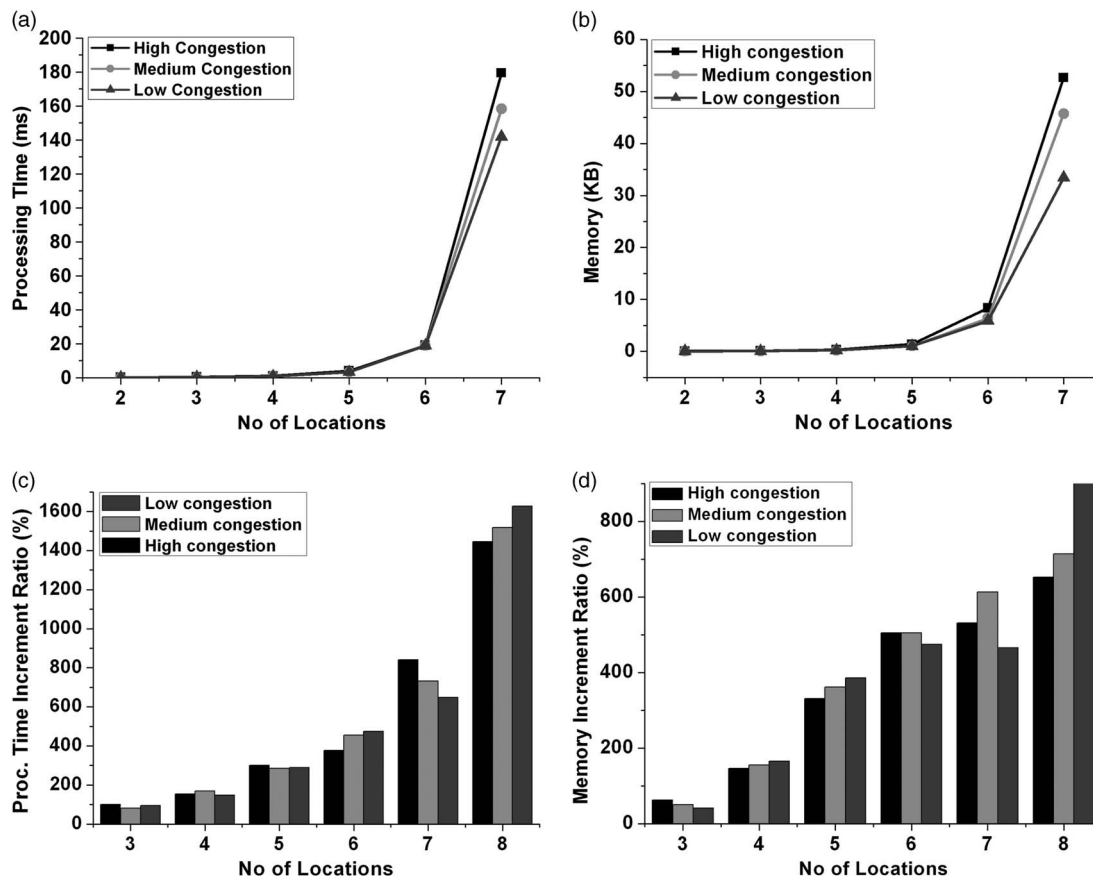 (a)
High Congestion
Medium Congestion
Low Congestion
200
180
160
140
120
100
80
60
40
20
0
Processing TIme (ms)
2 3 4 5 6 7
No of Locations
(b)
High congestion
Medium congestion
Low congestion
60
50
40
30
20
10
0
Memory (KB)
2 3 4 5 6 7
No of Locations
(c)
Low congestion
Medium congestion
High congestion
1600
1400
1200
1000
800
600
400
200
0
Proc. Time Increment Ratio (%)
3 4 5 6 7 8
No of Locations
(d)
High congestion
Medium congestion
Low congestion
800
600
400
200
0
Memory Increment Ratio (%)
3 4 5 6 7 8
No of Locations